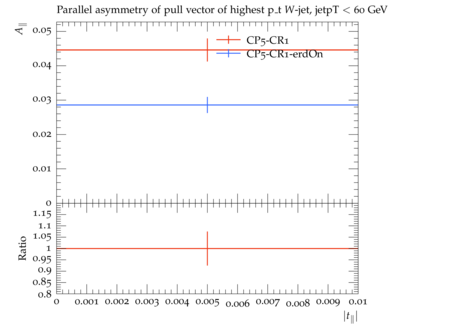 Parallel asymmetry of pull vector of highest p_t W-jet, jetpT < 60 GeV
A∥
0.05
CP5-CR1
CP5-CR1-erdOn
0.04
0.03
0.02
0.01
0
Ratio
1.15
1.1
1.05
1
0.95
0.9
0.85
0.8
0 0.001 0.002 0.003 0.004 0.005 0.006 0.007 0.008 0.009 0.01
|t∥|